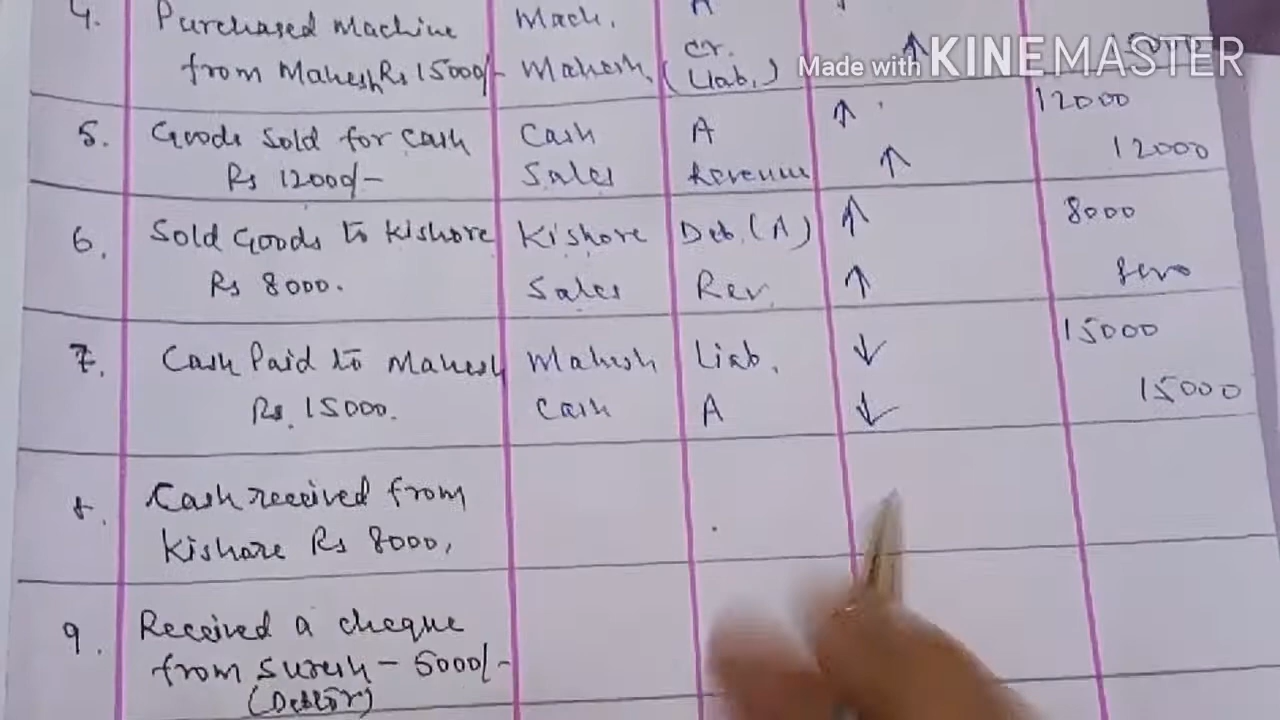 4. Purchased Machine Mach. A
from Mahesh Rs 15000/- Mahesh. cr. (Liab.)
Made with KINEMASTER
5. Goods sold for cash Cash A ↑ 12000
Rs 12000/- Sales Revenue ↑ 12000
6. Sold Goods to Kishore Kishore Deb. (A) ↑ 8000
Rs 8000. Sales Rev. ↑
7. Cash Paid to Mahesh Mahesh Liab. ↓ 15000
Rs. 15000. Cash A ↓ 15000
8. Cash received from
Kishore Rs 8000,
9. Received a cheque
from Suresh - 5000/-
(Debtor)